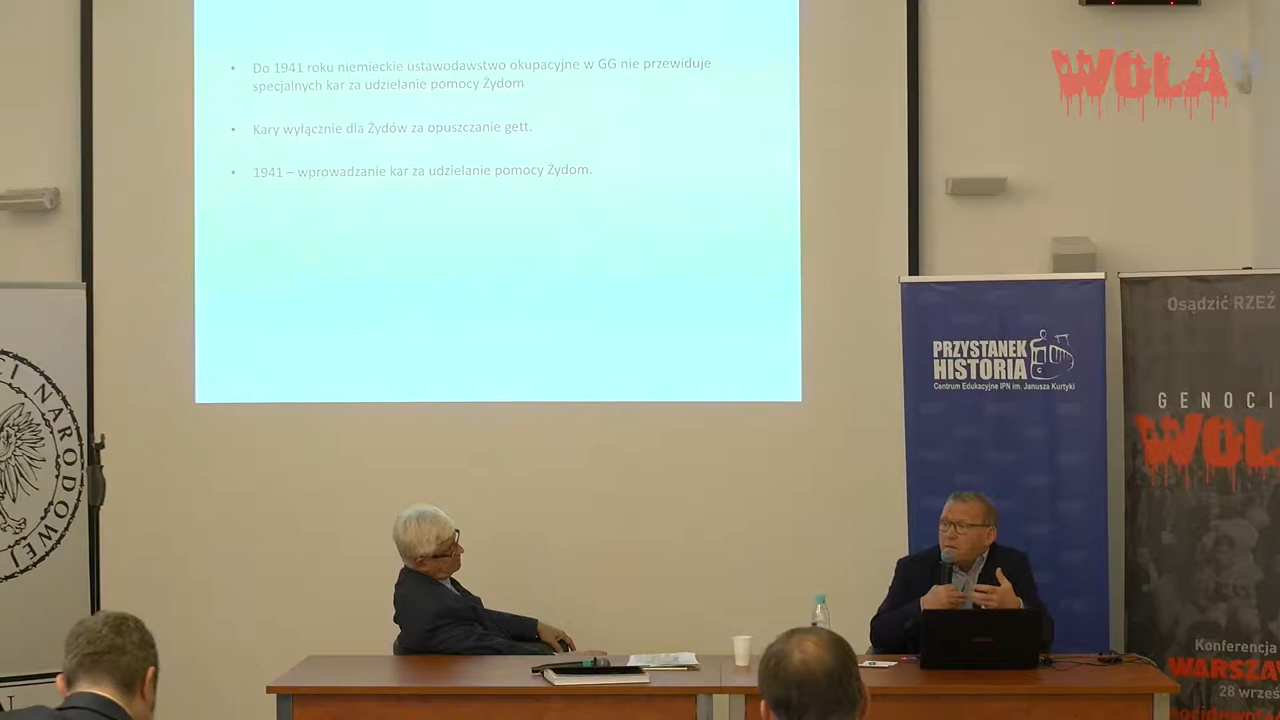 • Do 1941 roku niemieckie ustawodawstwo okupacyjne w GG nie przewiduje
specjalnych kar za udzielanie pomocy Żydom
• Kary wyłącznie dla Żydów za opuszczanie gett.
• 1941 – wprowadzanie kar za udzielanie pomocy Żydom.
WOLA
PRZYSTANEK
HISTORIA
Centrum Edukacyjne IPN im. Janusza Kurtyki
Osądzić RZEŹ
GENOCI
WOL
Konferencja
WARSZAW
28 wrześ
CI NARODOWEJ